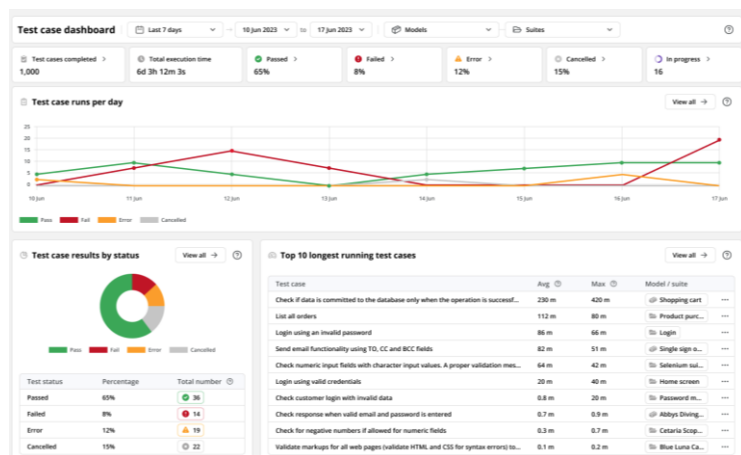 Test case dashboard Last 7 days 10 Jun 2023 to 17 Jun 2023 Models Suites
Test cases completed Total execution time Passed Failed Error Cancelled In progress
1,000 6d 3h 12m 3s 65% 8% 12% 15% 16
Test case runs per day View all
25
20
15
10
5
0
10 Jun 11 Jun 12 Jun 13 Jun 14 Jun 15 Jun 16 Jun 17 Jun
Pass Fail Error Cancelled
Test case results by status View all
Pass Fail Error Cancelled
Test status Percentage Total number
Passed 65% 36
Failed 8% 14
Error 12% 19
Cancelled 15% 22
Top 10 longest running test cases View all
Test case Avg Max Model / suite
Check if data is committed to the database only when the operation is successf... 230 m 420 m Shopping cart
List all orders 112 m 80 m Product purc...
Login using an invalid password 86 m 66 m Login
Send email functionality using TO, CC and BCC fields 82 m 51 m Single sign o...
Check numeric input fields with character input values. A proper validation mes... 64 m 42 m Selenium sui...
Login using valid credentials 20 m 40 m Home screen
Check customer login with invalid data 0.8 m 20 m Password m...
Check response when valid email and password is entered 0.7 m 0.9 m Abbys Diving...
Check for negative numbers if allowed for numeric fields 0.3 m 0.7 m Cetaria Scop...
Validate markups for all web pages (validate HTML and CSS for syntax errors) to... 0.1 m 0.2 m Blue Luna Ca...